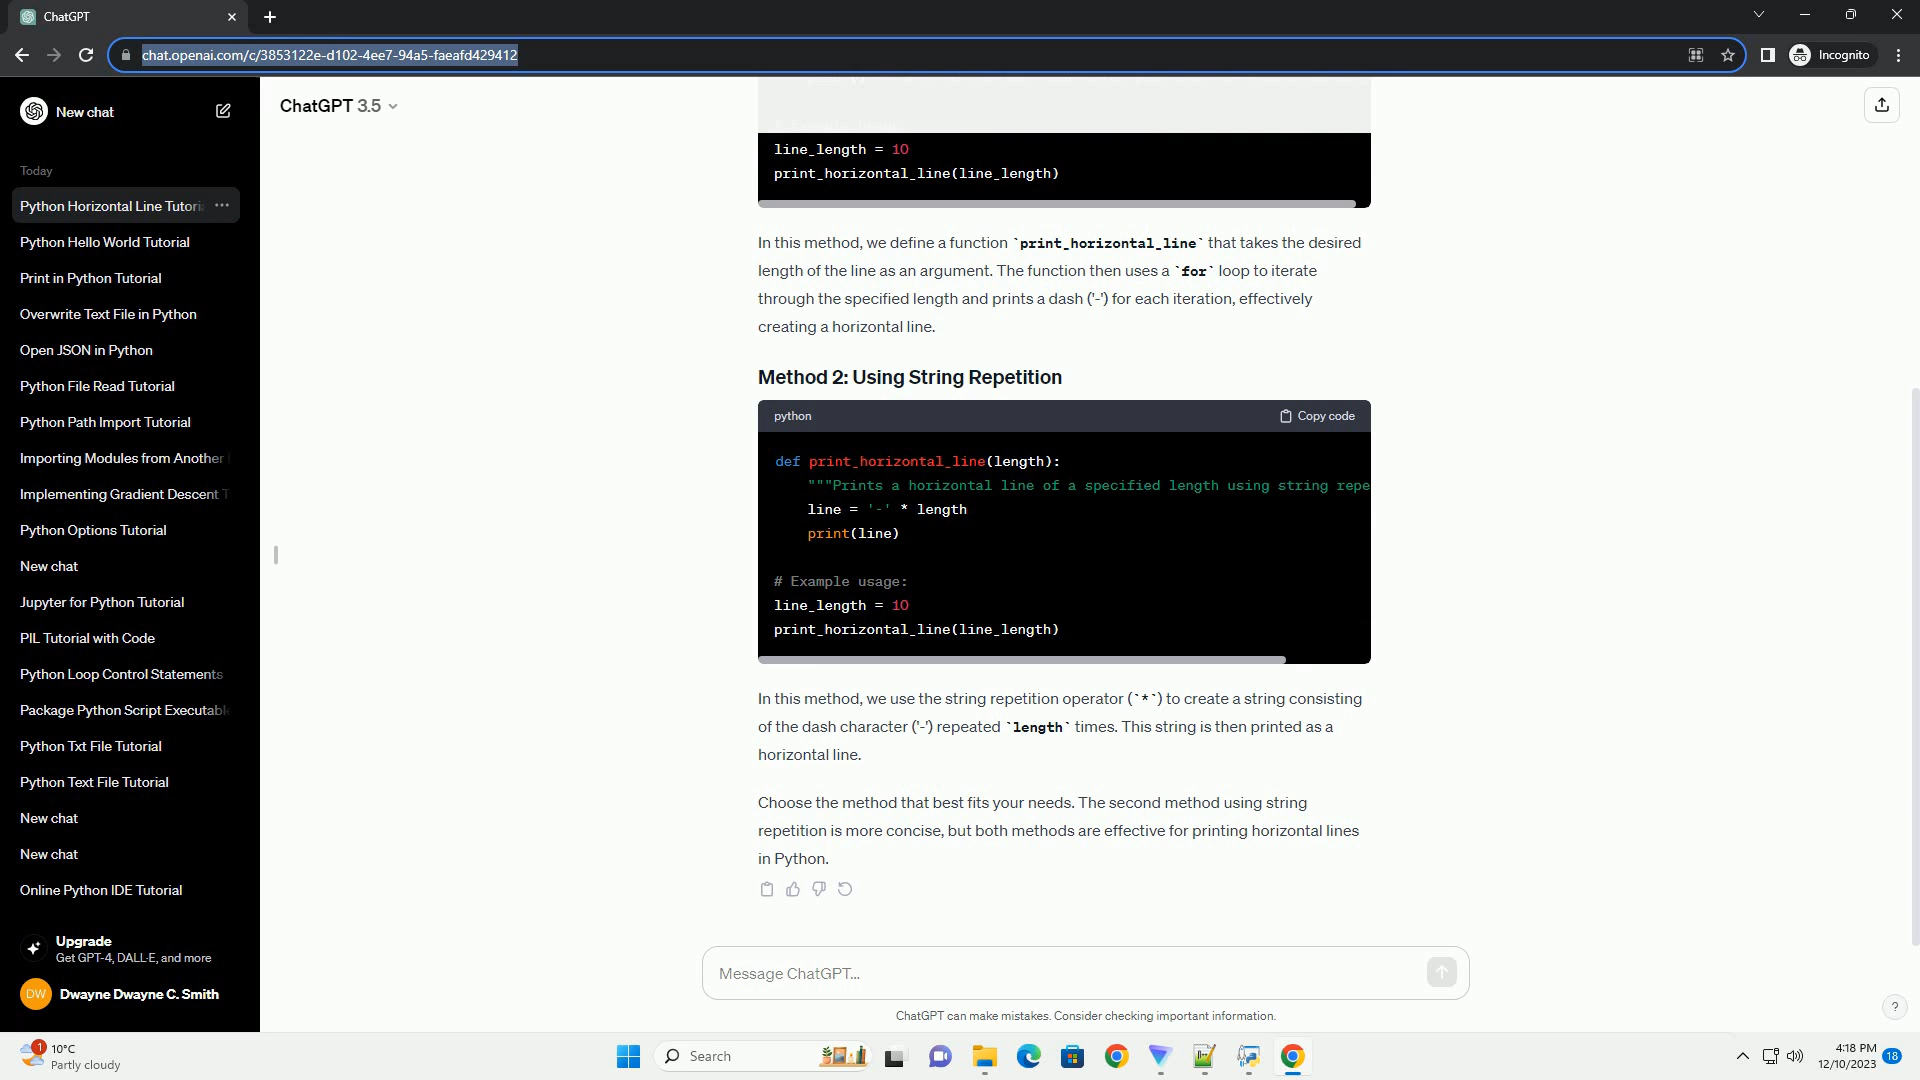 ChatGPT
chat.openai.com/c/3853122e-d102-4ee7-94a5-faeafd429412
Incognito
New chat
ChatGPT 3.5
Today
Python Horizontal Line Tutori
Python Hello World Tutorial
Print in Python Tutorial
Overwrite Text File in Python
Open JSON in Python
Python File Read Tutorial
Python Path Import Tutorial
Importing Modules from Another
Implementing Gradient Descent T
Python Options Tutorial
New chat
Jupyter for Python Tutorial
PIL Tutorial with Code
Python Loop Control Statements
Package Python Script Executabl
Python Txt File Tutorial
Python Text File Tutorial
New chat
New chat
Online Python IDE Tutorial
Upgrade
Get GPT-4, DALL·E, and more
DW
Dwayne Dwayne C. Smith
line_length = 10
print_horizontal_line(line_length)
In this method, we define a function `print_horizontal_line` that takes the desired
length of the line as an argument. The function then uses a `for` loop to iterate
through the specified length and prints a dash ('-') for each iteration, effectively
creating a horizontal line.
Method 2: Using String Repetition
python
Copy code
def print_horizontal_line(length):
"""Prints a horizontal line of a specified length using string repe
line = '-' * length
print(line)
# Example usage:
line_length = 10
print_horizontal_line(line_length)
In this method, we use the string repetition operator (`*`) to create a string consisting
of the dash character ('-') repeated `length` times. This string is then printed as a
horizontal line.
Choose the method that best fits your needs. The second method using string
repetition is more concise, but both methods are effective for printing horizontal lines
in Python.
Message ChatGPT...
ChatGPT can make mistakes. Consider checking important information.
?
1
10°C
Partly cloudy
Search
4:18 PM
12/10/2023
18